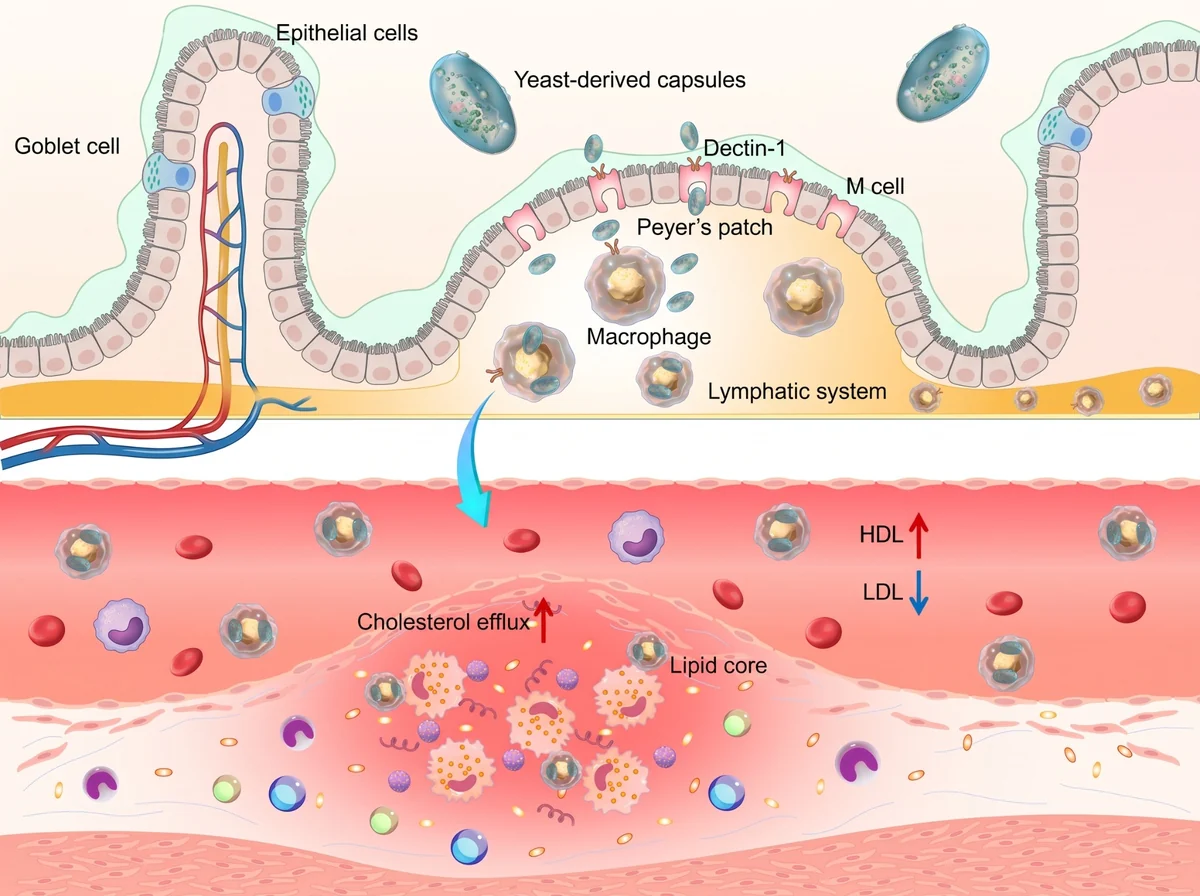 Epithelial cells
Yeast-derived capsules
Goblet cell
Dectin-1
M cell
Peyer's patch
Macrophage
Lymphatic system
HDL
LDL
Cholesterol efflux
Lipid core